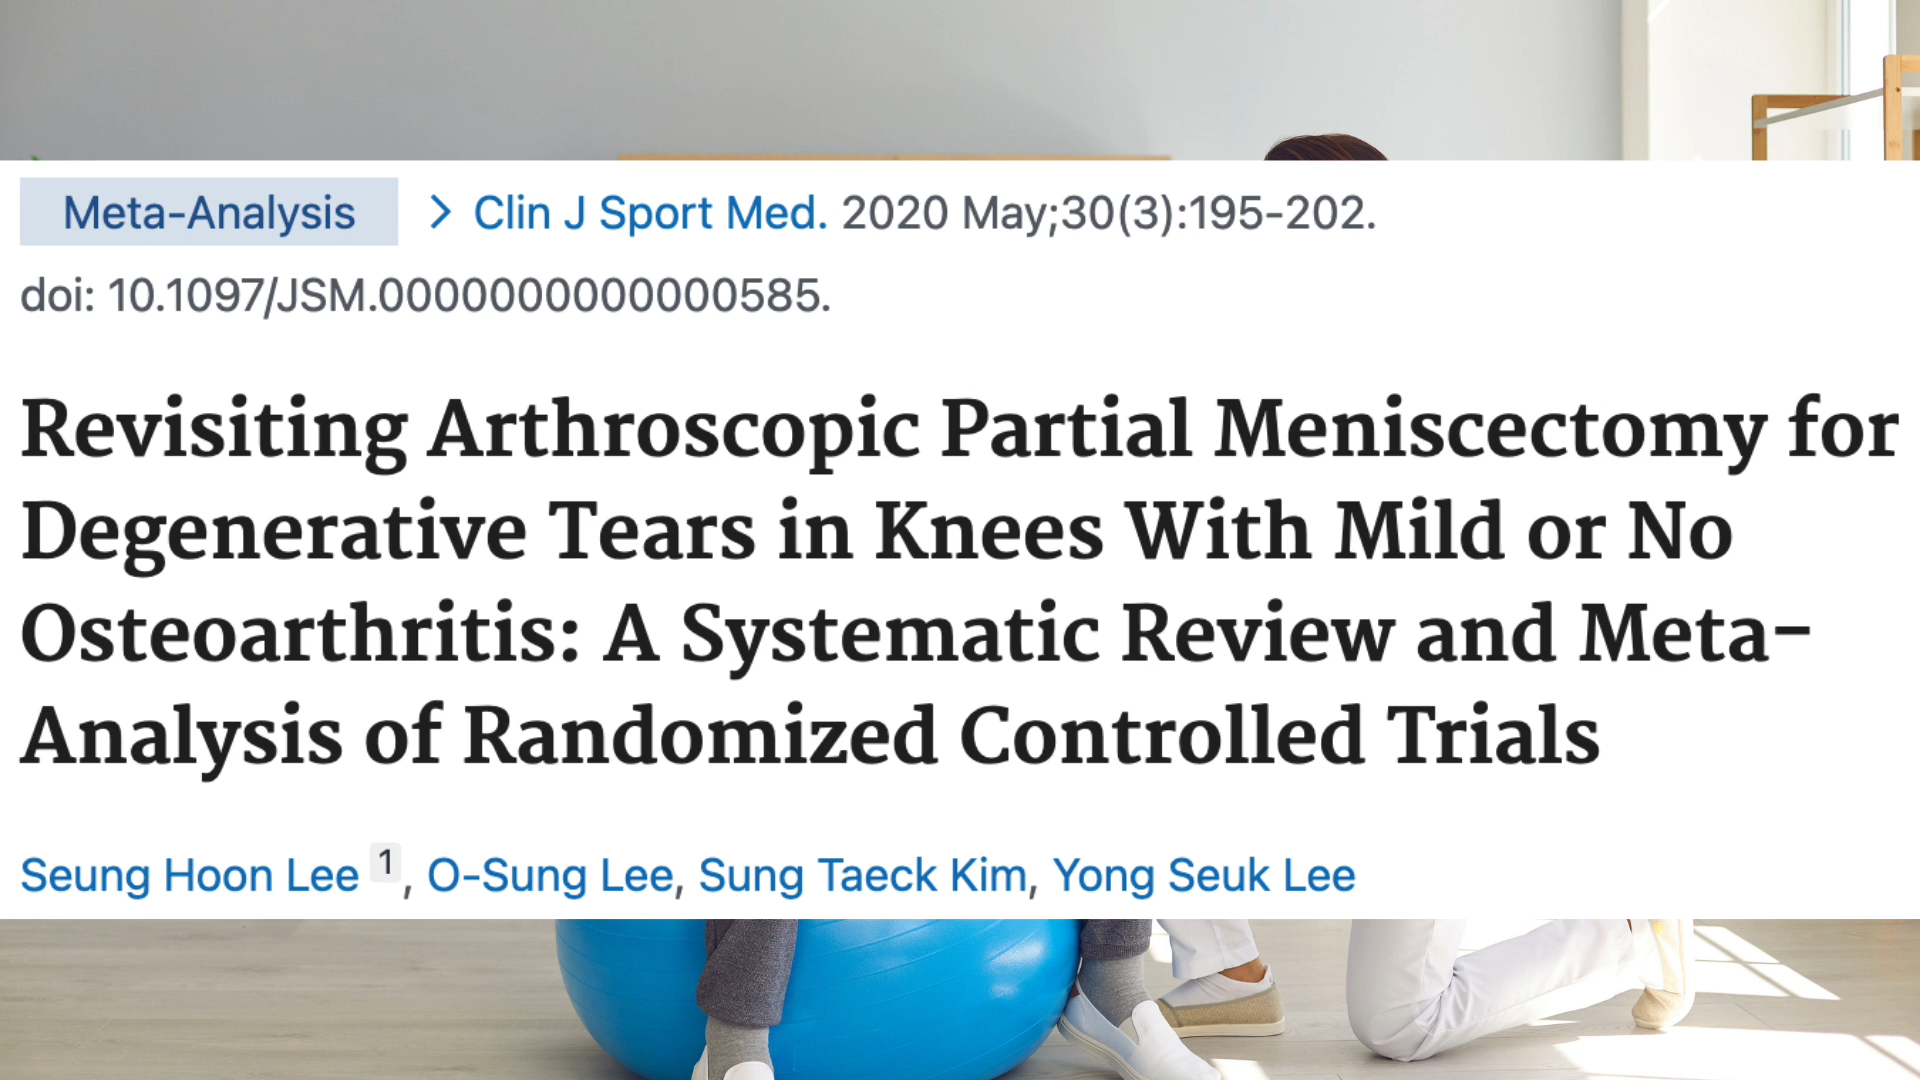 Meta-Analysis > Clin J Sport Med. 2020 May;30(3):195-202.
doi: 10.1097/JSM.0000000000000585.
Revisiting Arthroscopic Partial Meniscectomy for
Degenerative Tears in Knees With Mild or No
Osteoarthritis: A Systematic Review and Meta-
Analysis of Randomized Controlled Trials
Seung Hoon Lee 1, O-Sung Lee, Sung Taeck Kim, Yong Seuk Lee